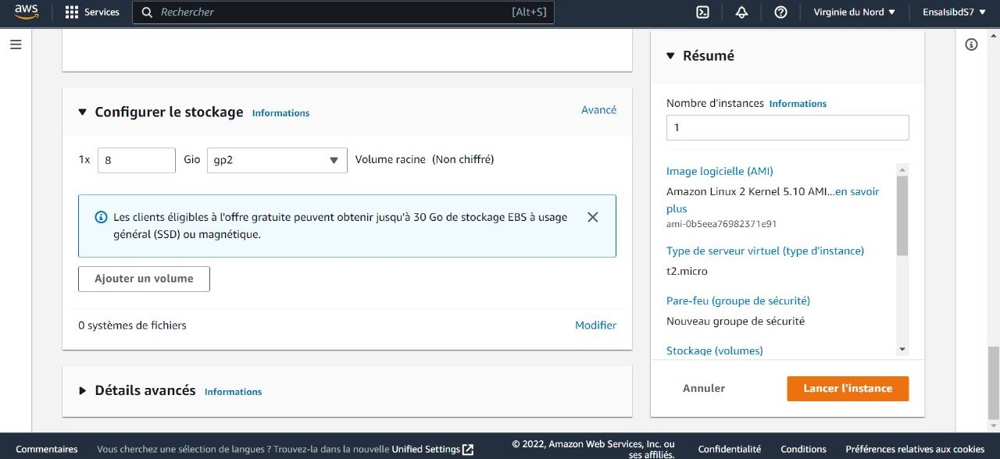 aws
Services
Rechercher
[Alt+S]
Virginie du Nord
EnsalsibdS7
Configurer le stockage
Informations
Avancé
1x
8
Gio
gp2
Volume racine (Non chiffré)
Les clients éligibles à l'offre gratuite peuvent obtenir jusqu'à 30 Go de stockage EBS à usage
général (SSD) ou magnétique.
Ajouter un volume
0 systèmes de fichiers
Modifier
Détails avancés
Informations
Résumé
Nombre d'instances
Informations
1
Image logicielle (AMI)
Amazon Linux 2 Kernel 5.10 AMI...en savoir
plus
ami-0b5eea76982371e91
Type de serveur virtuel (type d'instance)
t2.micro
Pare-feu (groupe de sécurité)
Nouveau groupe de sécurité
Stockage (volumes)
Annuler
Lancer l'instance
Commentaires
Vous cherchez une sélection de langues ? Trouvez-la dans la nouvelle Unified Settings
© 2022, Amazon Web Services, Inc. ou
ses affiliés.
Confidentialité
Conditions
Préférences relatives aux cookies